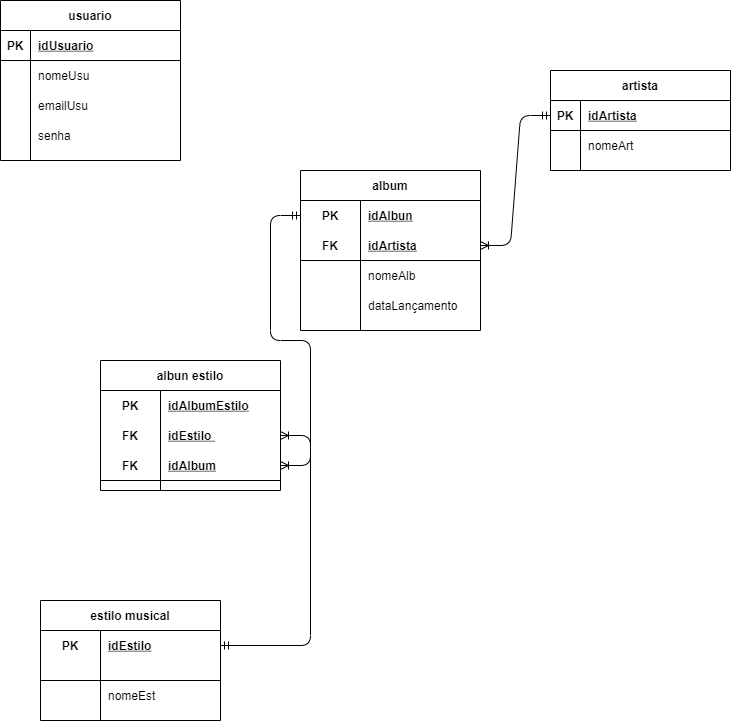 usuario
PK idUsuario
nomeUsu
emailUsu
senha
artista
PK idArtista
nomeArt
album
PK idAlbun
FK idArtista
nomeAlb
dataLançamento
albun estilo
PK idAlbumEstilo
FK idEstilo
FK idAlbum
estilo musical
PK idEstilo
nomeEst